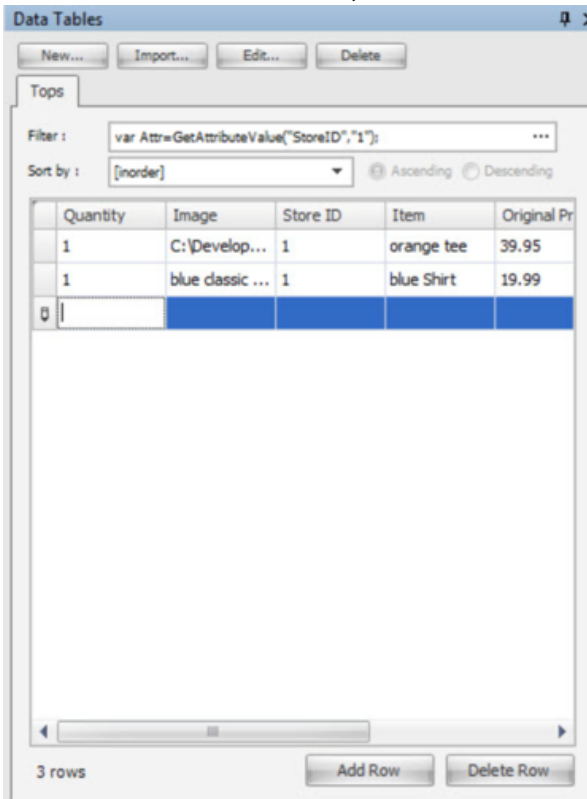 Data Tables
New... Import... Edit... Delete
Tops
Filter : var Attr=GetAttributeValue("StoreID","1"); ...
Sort by : [inorder] Ascending Descending
Quantity Image Store ID Item Original Pr
1 C:\Develop... 1 orange tee 39.95
1 blue classic ... 1 blue Shirt 19.99
3 rows Add Row Delete Row